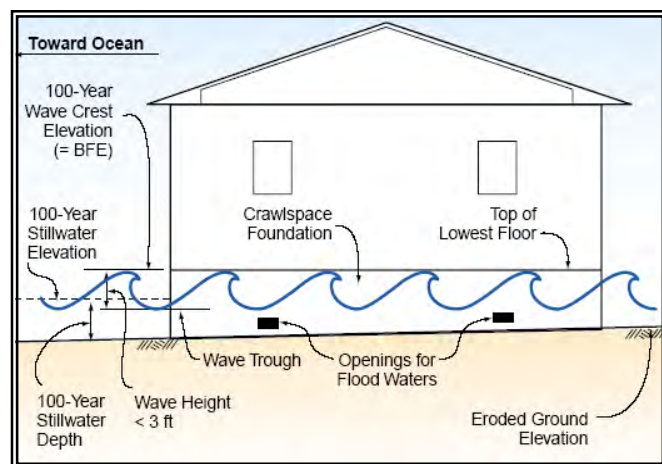 Toward Ocean
100-Year
Wave Crest
Elevation
(= BFE)
100-Year
Stillwater
Elevation
Crawlspace
Foundation
Top of
Lowest Floor
Wave Trough
Openings for
Flood Waters
100-Year
Stillwater
Depth
Wave Height
< 3 ft
Eroded Ground
Elevation